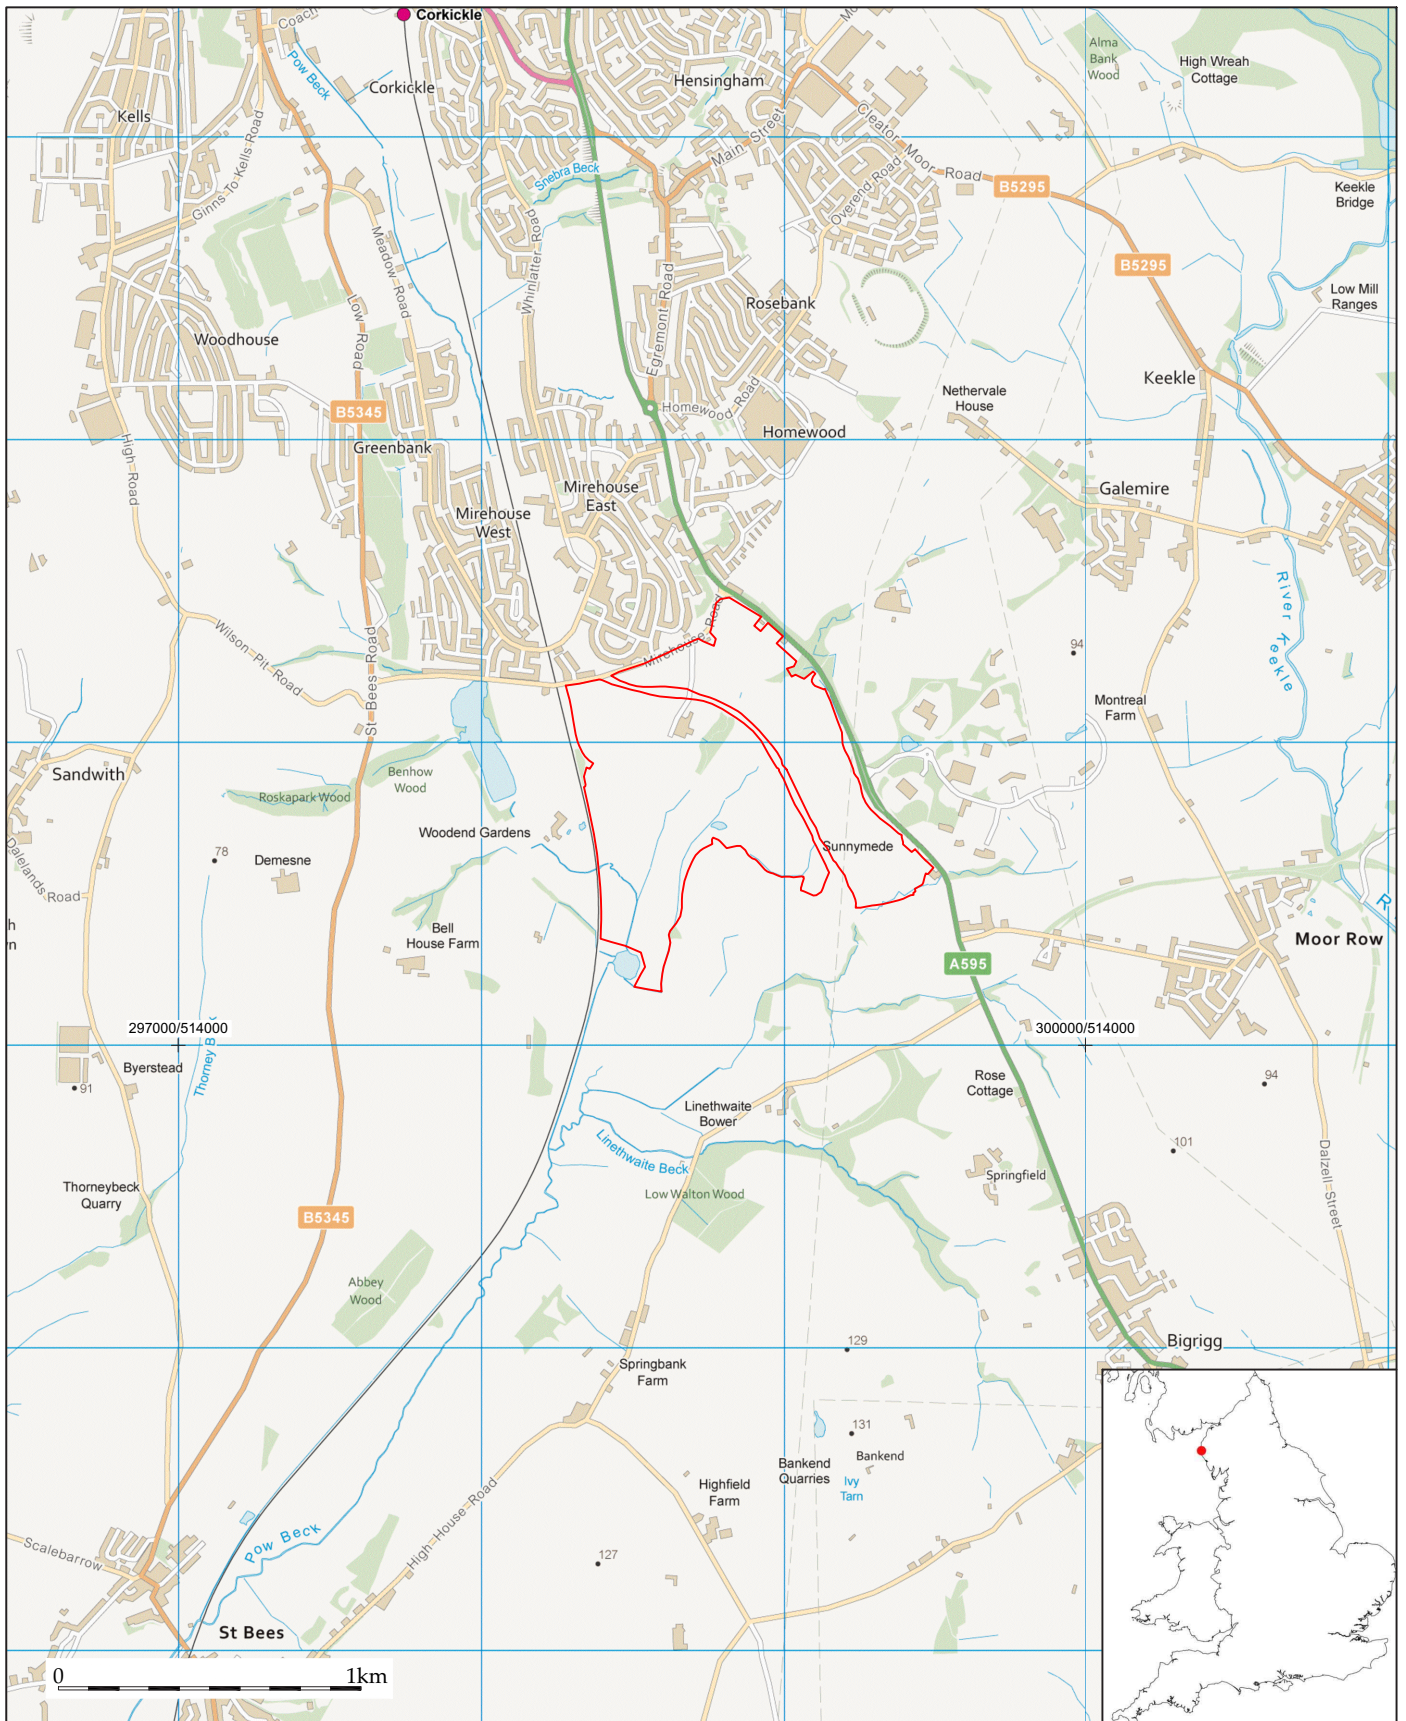 Corkickle
Coach
Pow Beck
Corkickle
Hensingham
Alma
Bank
Wood
High Wreah
Cottage
Kells
Ginns To Kells Road
Main Street
Cleator Moor Road
Snebra Beck
Overend Road
B5295
Keekle
Bridge
Meadow Road
Whinlatter Road
B5295
Low Road
Egremont Road
Rosebank
Low Mill
Ranges
Woodhouse
Keekle
Nethervale
House
B5345
Homewood Road
Homewood
High Road
Greenbank
Mirehouse
East
Galemire
Mirehouse
West
River Keekle
Wilson Pit Road
St Bees Road
Mirehouse Road
94
Montreal
Farm
Sandwith
Benhow
Wood
Roskapark Wood
Woodend Gardens
Sunnymede
78
Demesne
Dalelands Road
Bell
House Farm
h
n
R
Moor Row
A595
297000/514000
300000/514000
Thorney B
Byerstead
91
Rose
Cottage
94
Linethwaite
Bower
Linethwaite Beck
101
Dalzell Street
Thorneybeck
Quarry
Low Walton Wood
Springfield
B5345
Abbey
Wood
129
Bigrigg
Springbank
Farm
131
Bankend
Bankend
Quarries
Ivy
Tarn
Highfield
Farm
High House Road
Pow Beck
Scalebarrow
127
St Bees
0
1km